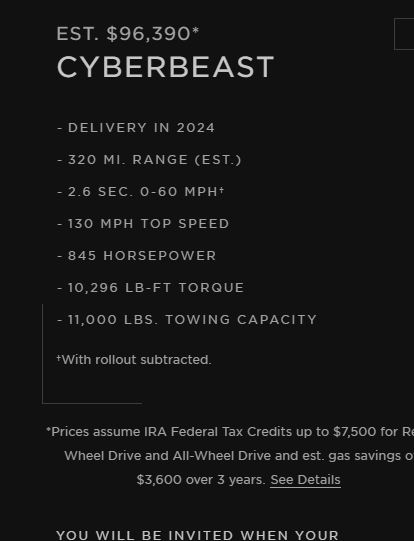 EST. $96,390*
CYBERBEAST
- DELIVERY IN 2024
- 320 MI. RANGE (EST.)
- 2.6 SEC. 0-60 MPH†
- 130 MPH TOP SPEED
- 845 HORSEPOWER
- 10,296 LB-FT TORQUE
- 11,000 LBS. TOWING CAPACITY
†With rollout subtracted.
*Prices assume IRA Federal Tax Credits up to $7,500 for
Wheel Drive and All-Wheel Drive and est. gas savings
$3,600 over 3 years. See Details
YOU WILL BE INVITED WHEN YOUR